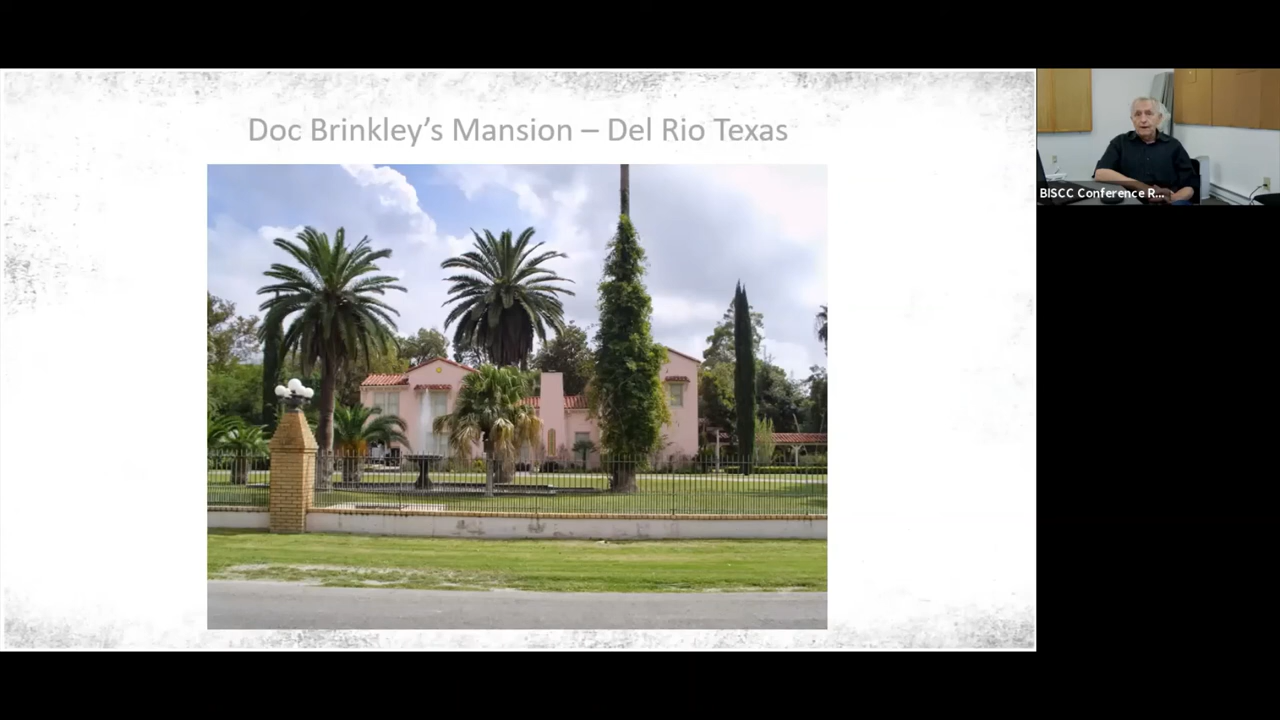 Doc Brinkley’s Mansion – Del Rio Texas
BISCC Conference R...